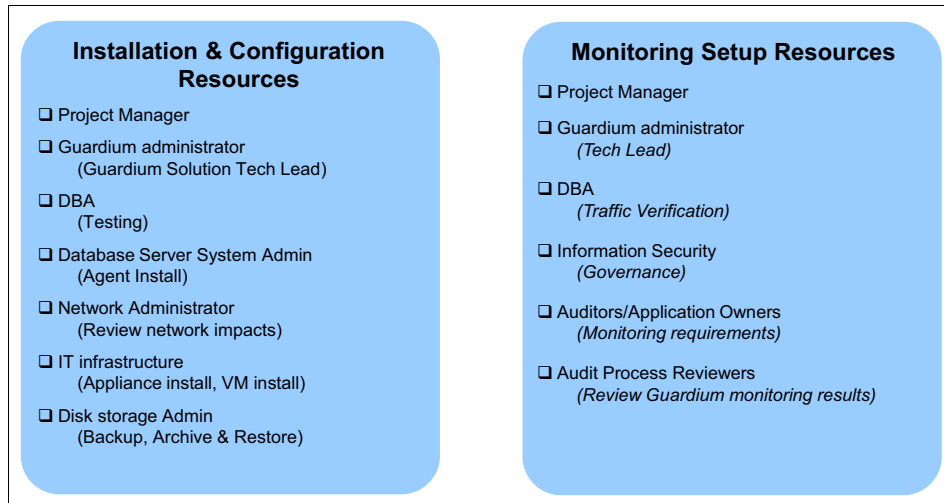 Installation & Configuration
Resources
❑ Project Manager
❑ Guardium administrator
(Guardium Solution Tech Lead)
❑ DBA
(Testing)
❑ Database Server System Admin
(Agent Install)
❑ Network Administrator
(Review network impacts)
❑ IT infrastructure
(Appliance install, VM install)
❑ Disk storage Admin
(Backup, Archive & Restore)
Monitoring Setup Resources
❑ Project Manager
❑ Guardium administrator
(Tech Lead)
❑ DBA
(Traffic Verification)
❑ Information Security
(Governance)
❑ Auditors/Application Owners
(Monitoring requirements)
❑ Audit Process Reviewers
(Review Guardium monitoring results)